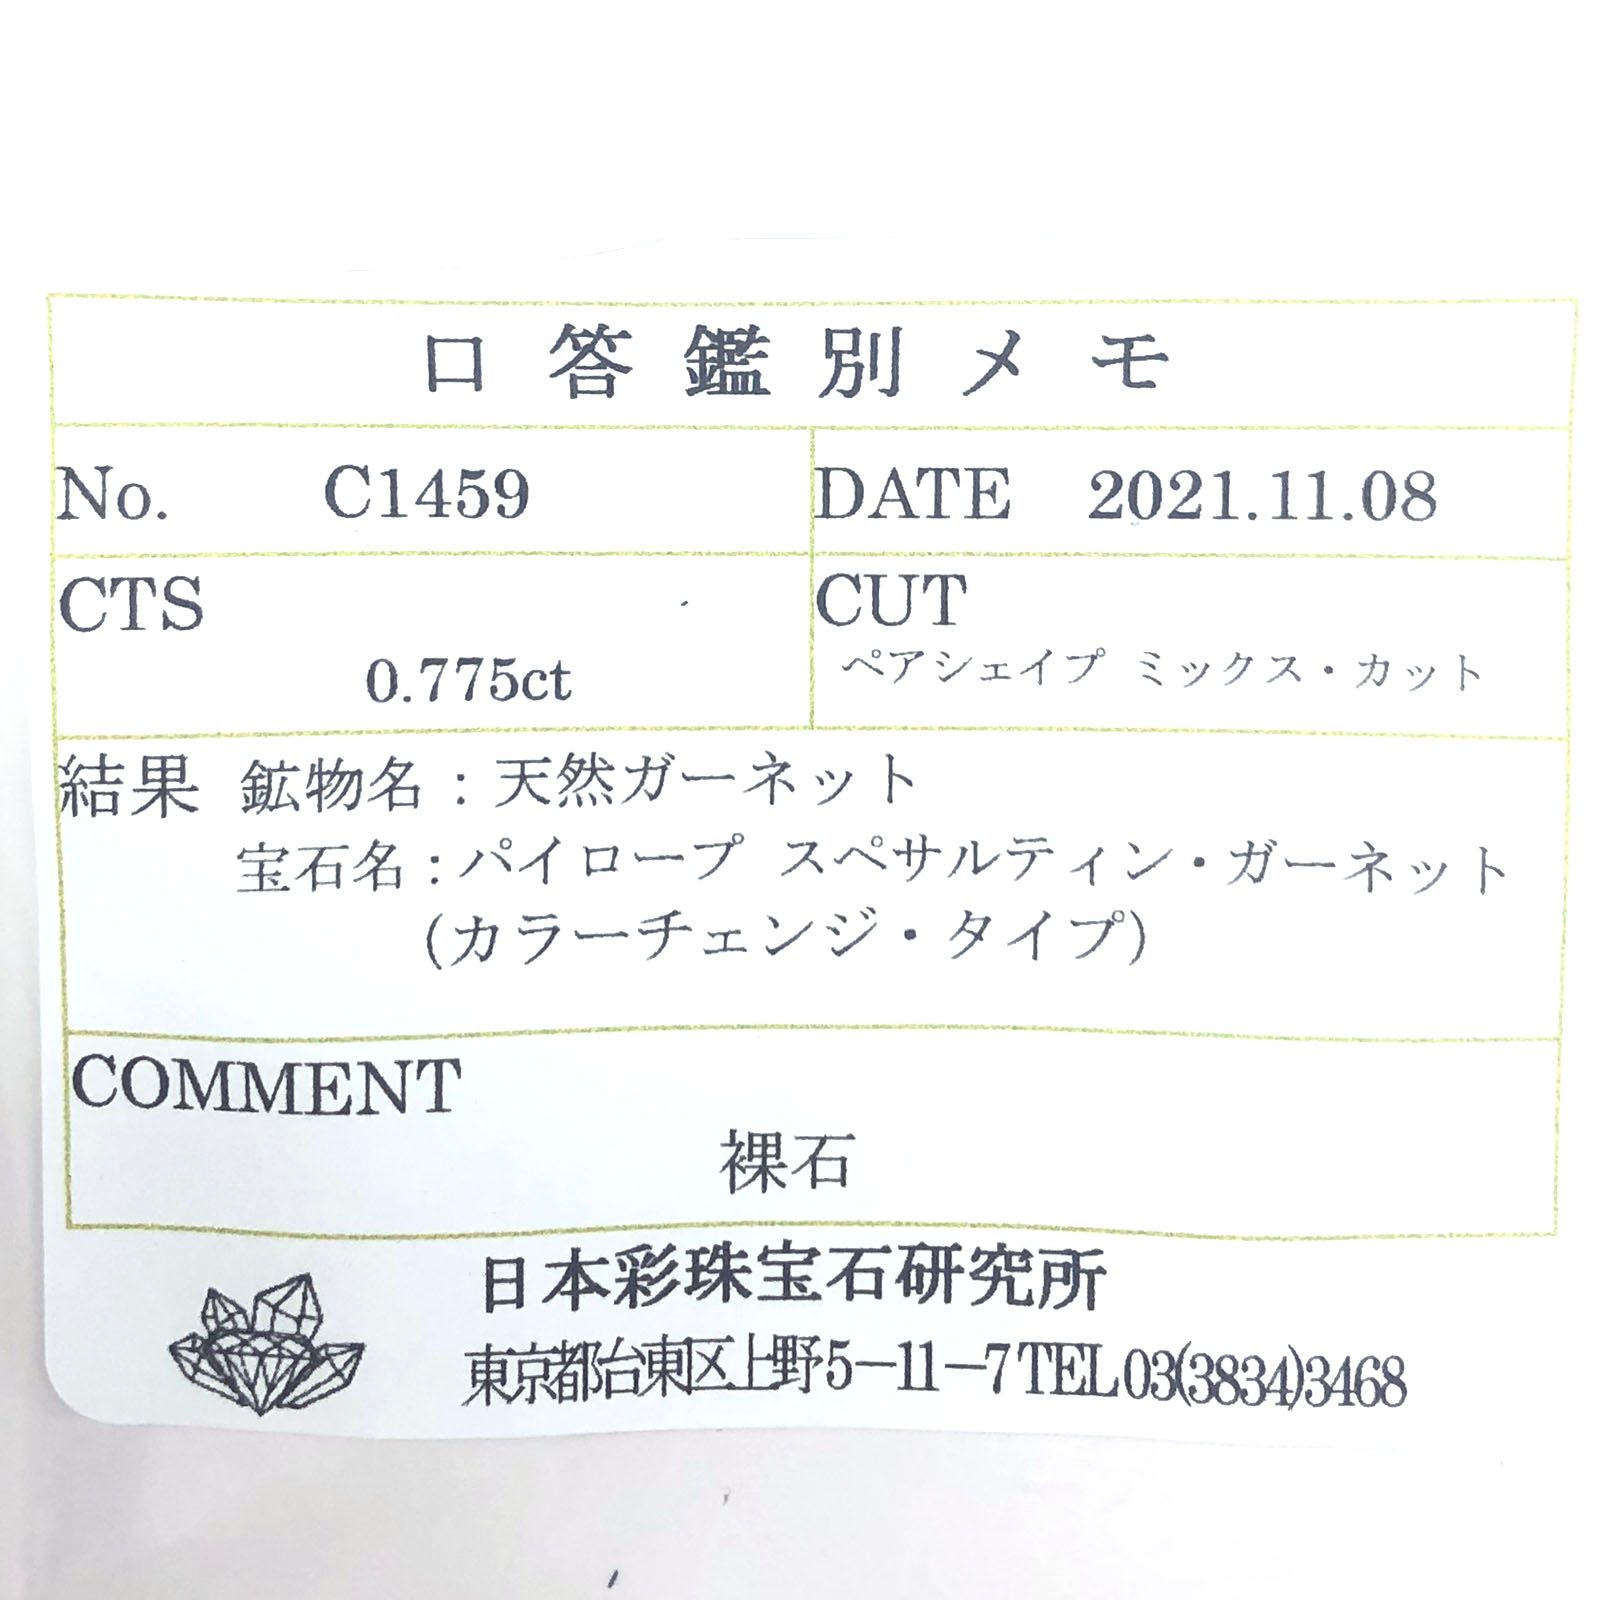 口答鑑別メモ
No. C1459 DATE 2021.11.08
CTS CUT
0.775ct ペアシェイプ ミックス・カット
結果 鉱物名：天然ガーネット
宝石名：パイロープ スペサルティン・ガーネット
(カラーチェンジ・タイプ)
COMMENT
裸石
日本彩珠宝石研究所
東京都台東区上野5－11－7 TEL 03(3834)3468